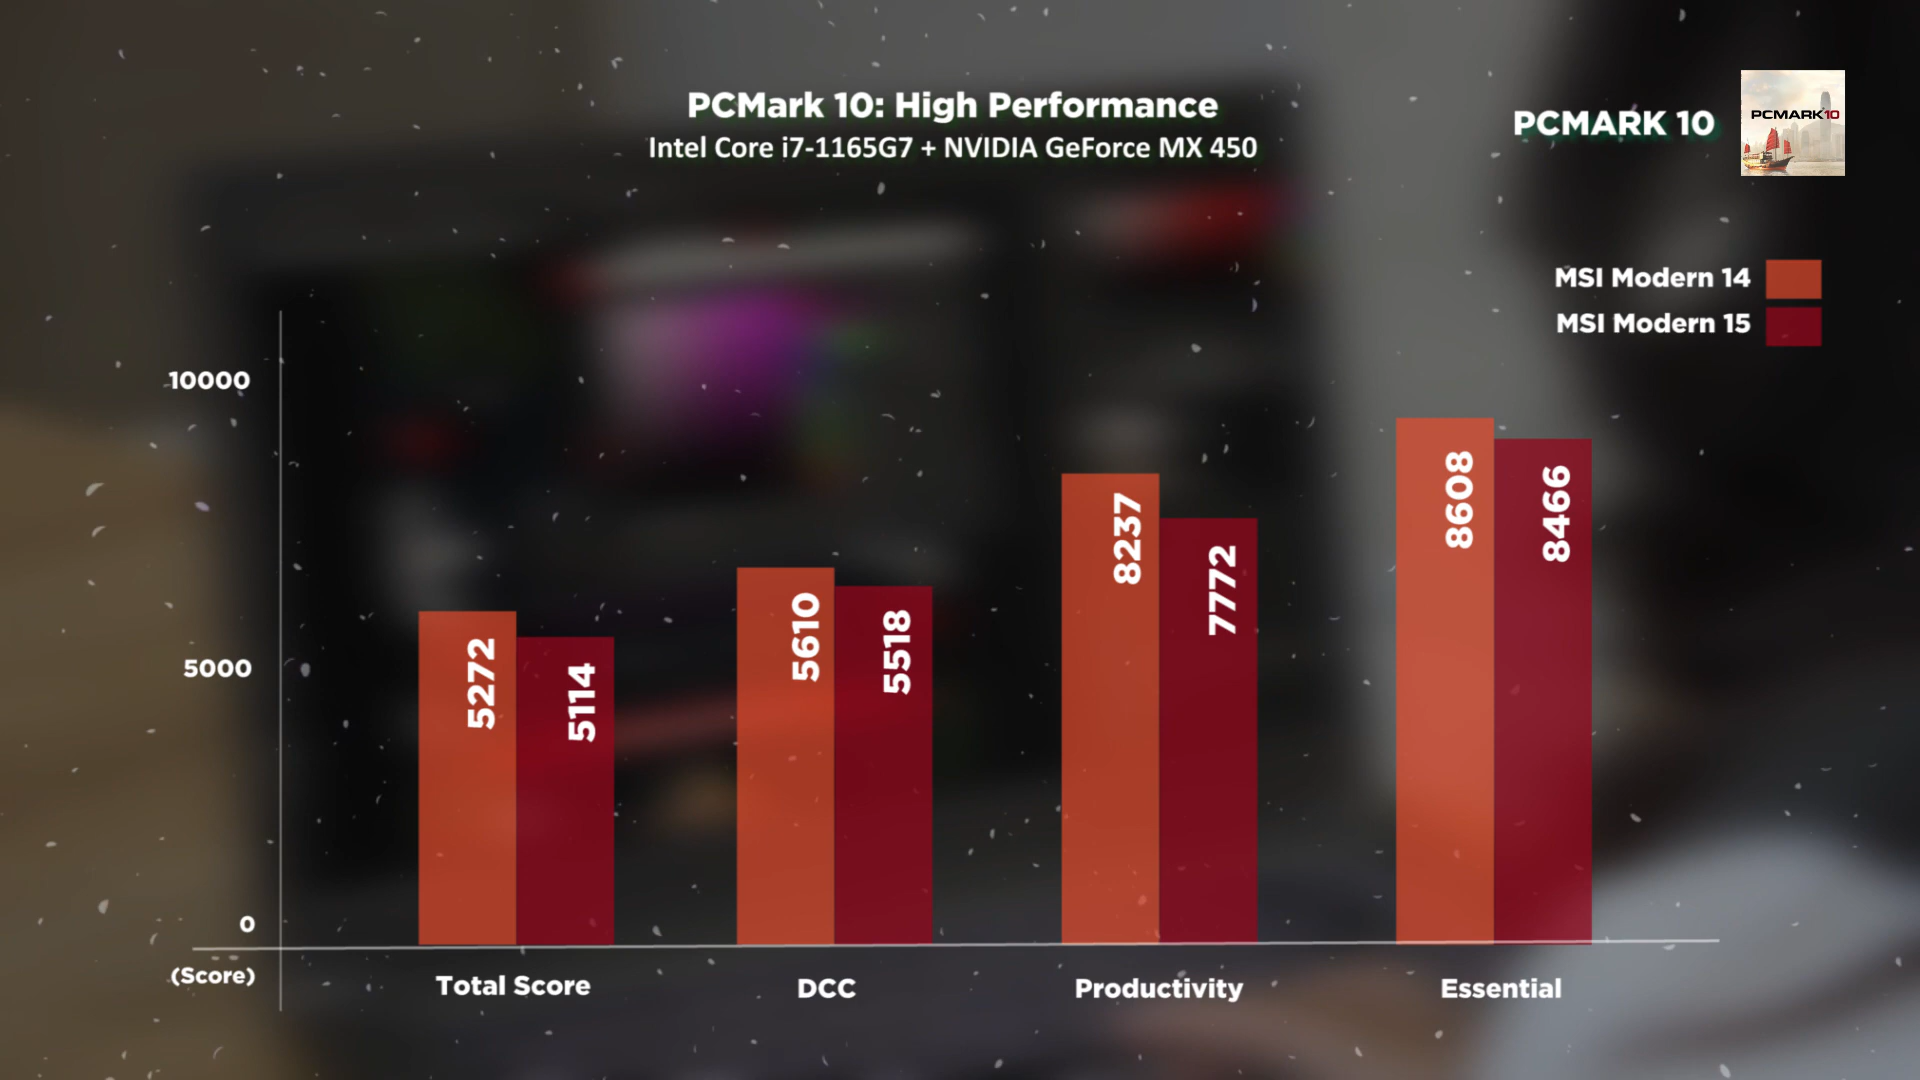 PCMark 10: High Performance
Intel Core i7-1165G7 + NVIDIA GeForce MX 450
PCMARK 10
PCMARK10
MSI Modern 14
MSI Modern 15
10000
5000
0
(Score)
5272
5114
5610
5518
8237
7772
8608
8466
Total Score
DCC
Productivity
Essential